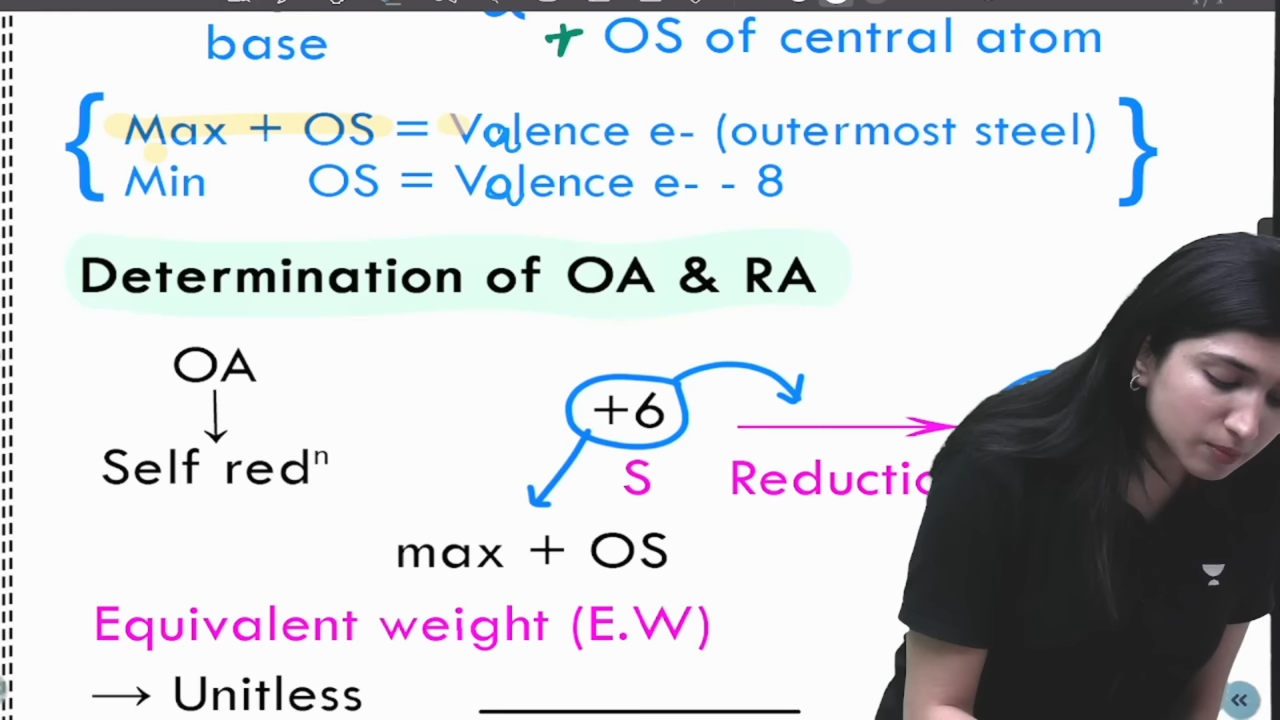 base
+ OS of central atom
{ Max + OS = Valence e- (outermost steel) }
Min OS = Valence e- - 8
Determination of OA & RA
OA
↓
Self redⁿ
+6
S
Reductio
max + OS
Equivalent weight (E.W)
→ Unitless